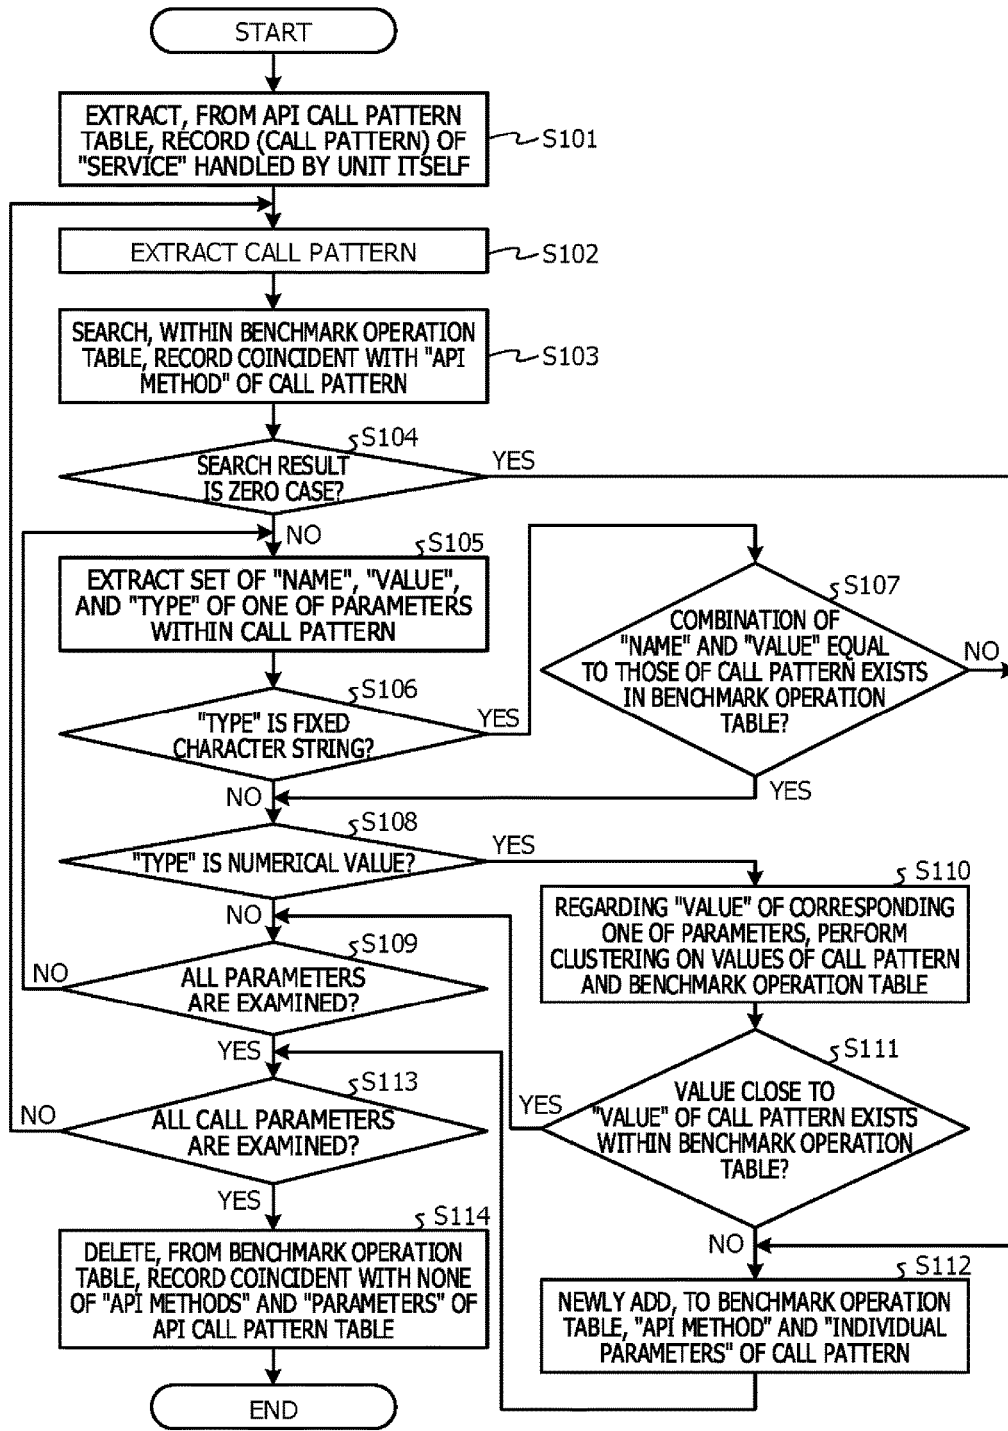 START
EXTRACT, FROM API CALL PATTERN
TABLE, RECORD (CALL PATTERN) OF
"SERVICE" HANDLED BY UNIT ITSELF
S101
EXTRACT CALL PATTERN
S102
SEARCH, WITHIN BENCHMARK OPERATION
TABLE, RECORD COINCIDENT WITH "API
METHOD" OF CALL PATTERN
S103
S104
SEARCH RESULT
IS ZERO CASE?
YES
NO
S105
EXTRACT SET OF "NAME", "VALUE",
AND "TYPE" OF ONE OF PARAMETERS
WITHIN CALL PATTERN
S106
"TYPE" IS FIXED
CHARACTER STRING?
YES
NO
S107
COMBINATION OF
"NAME" AND "VALUE" EQUAL
TO THOSE OF CALL PATTERN EXISTS
IN BENCHMARK OPERATION
TABLE?
NO
YES
S108
"TYPE" IS NUMERICAL VALUE?
YES
NO
S109
ALL PARAMETERS
ARE EXAMINED?
NO
YES
S110
REGARDING "VALUE" OF CORRESPONDING
ONE OF PARAMETERS, PERFORM
CLUSTERING ON VALUES OF CALL PATTERN
AND BENCHMARK OPERATION TABLE
S111
VALUE CLOSE TO
"VALUE" OF CALL PATTERN EXISTS
WITHIN BENCHMARK OPERATION
TABLE?
YES
NO
S113
ALL CALL PARAMETERS
ARE EXAMINED?
NO
YES
S112
NEWLY ADD, TO BENCHMARK OPERATION
TABLE, "API METHOD" AND "INDIVIDUAL
PARAMETERS" OF CALL PATTERN
S114
DELETE, FROM BENCHMARK OPERATION
TABLE, RECORD COINCIDENT WITH NONE
OF "API METHODS" AND "PARAMETERS" OF
API CALL PATTERN TABLE
END